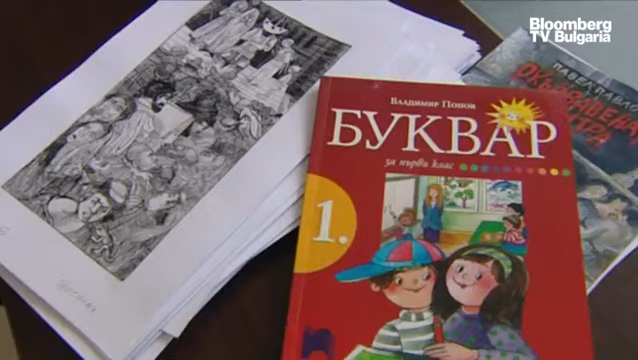 Bloomberg
TV Bulgaria
Владимир Попов
БУКВАР
за първи клас
1.